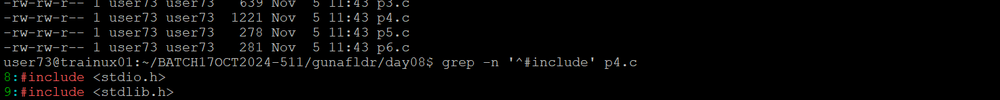 -rw-rw-r-- 1 user73 user73   639 Nov  5 11:43 p3.c
-rw-rw-r-- 1 user73 user73  1221 Nov  5 11:43 p4.c
-rw-rw-r-- 1 user73 user73   278 Nov  5 11:43 p5.c
-rw-rw-r-- 1 user73 user73   281 Nov  5 11:43 p6.c
user73@trainux01:~/BATCH17OCT2024-511/gunafldr/day08$ grep -n '^#include' p4.c
8:#include <stdio.h>
9:#include <stdlib.h>